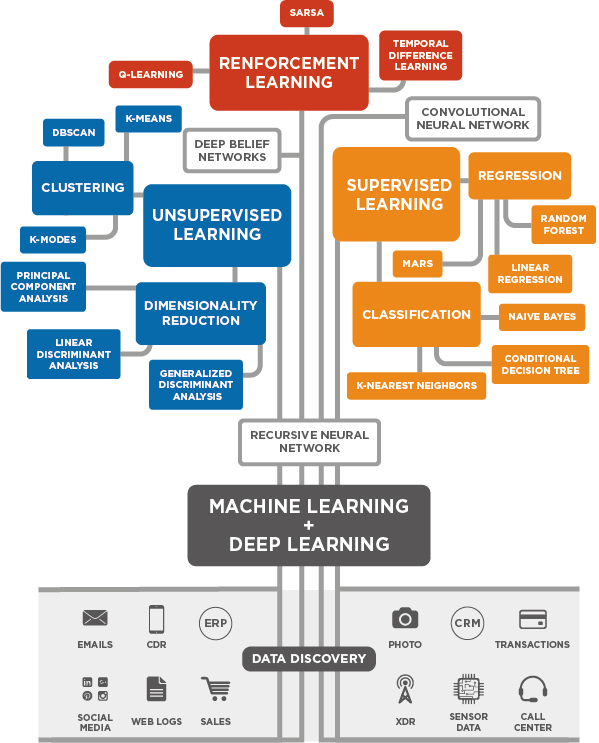 SARSA
RENFORCEMENT
LEARNING
TEMPORAL
DIFFERENCE
LEARNING
Q-LEARNING
CONVOLUTIONAL
NEURAL NETWORK
K-MEANS
DBSCAN
DEEP BELIEF
NETWORKS
CLUSTERING
UNSUPERVISED
LEARNING
K-MODES
SUPERVISED
LEARNING
REGRESSION
RANDOM
FOREST
MARS
LINEAR
REGRESSION
PRINCIPAL
COMPONENT
ANALYSIS
DIMENSIONALITY
REDUCTION
LINEAR
DISCRIMINANT
ANALYSIS
GENERALIZED
DISCRIMINANT
ANALYSIS
CLASSIFICATION
NAIVE BAYES
CONDITIONAL
DECISION TREE
K-NEAREST NEIGHBORS
RECURSIVE NEURAL
NETWORK
MACHINE LEARNING
+
DEEP LEARNING
ERP
EMAILS
CDR
CRM
PHOTO
TRANSACTIONS
DATA DISCOVERY
in
SOCIAL
MEDIA
WEB LOGS
SALES
XDR
SENSOR
DATA
CALL
CENTER